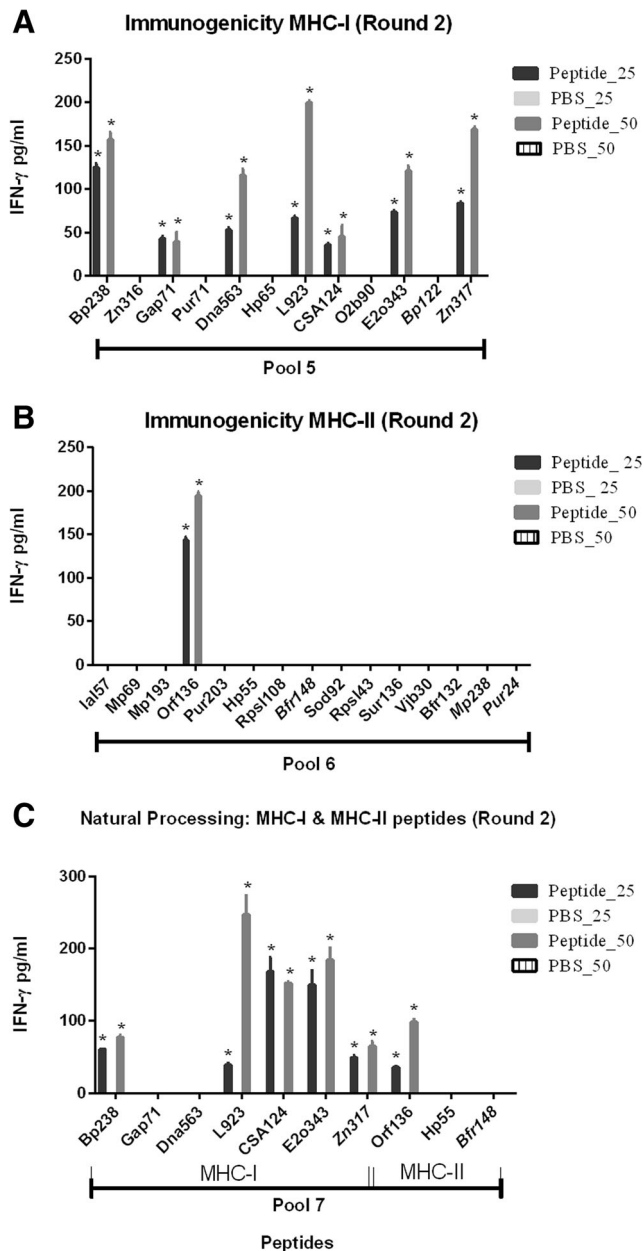 A
Immunogenicity MHC-I (Round 2)
250
200
150
100
50
0
IFN-γ pg/ml
* * * * * * * * * * * * * *
Peptide_25
PBS_25
Peptide_50
PBS_50
Bp238 Zn316 Gap71 Pur71 Dna563 Hp65 L923 CSA124 O2b90 E2o343 Bp122 Zn317
Pool 5
B
Immunogenicity MHC-II (Round 2)
250
200
150
100
50
0
IFN-γ pg/ml
* *
Peptide_ 25
PBS_ 25
Peptide_50
PBS_50
Ial57 Mp69 Mp193 Orf136 Pur203 Hp55 Rpsl108 Bfr148 Sod92 Rpsl43 Sur136 Vjb30 Bfr132 Mp238 Pur24
Pool 6
C
Natural Processing: MHC-I & MHC-II peptides (Round 2)
300
200
100
0
IFN-γ pg/ml
* * * * * * * * * * * *
Peptide_25
PBS_25
Peptide_50
PBS_50
Bp238 Gap71 Dna563 L923 CSA124 E2o343 Zn317 Orf136 Hp55 Bfr148
MHC-I MHC-II
Pool 7
Peptides